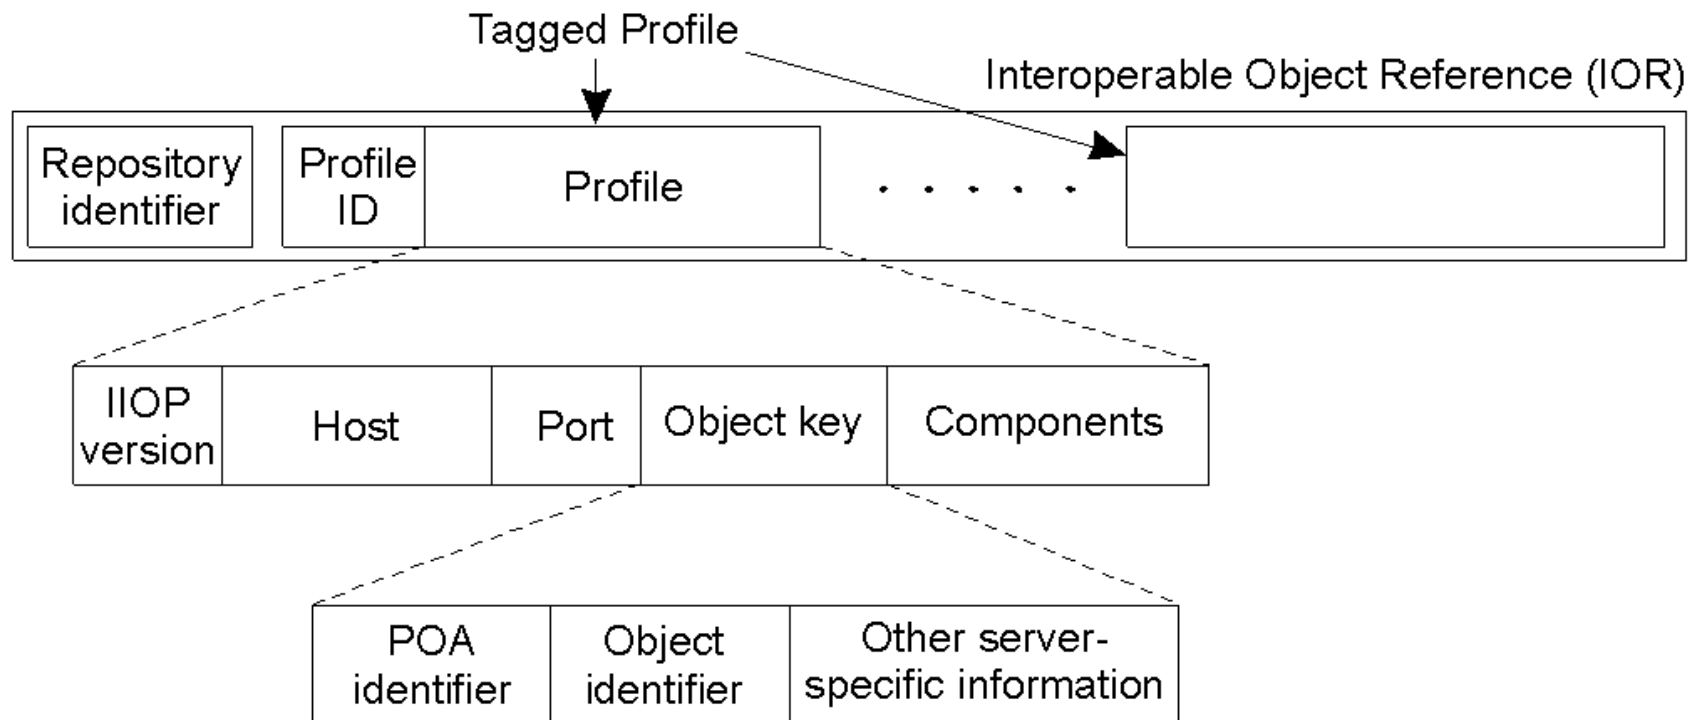 Tagged Profile
Interoperable Object Reference (IOR)
Repository
identifier
Profile
ID
Profile
IIOP
version
Host
Port
Object key
Components
POA
identifier
Object
identifier
Other server-
specific information